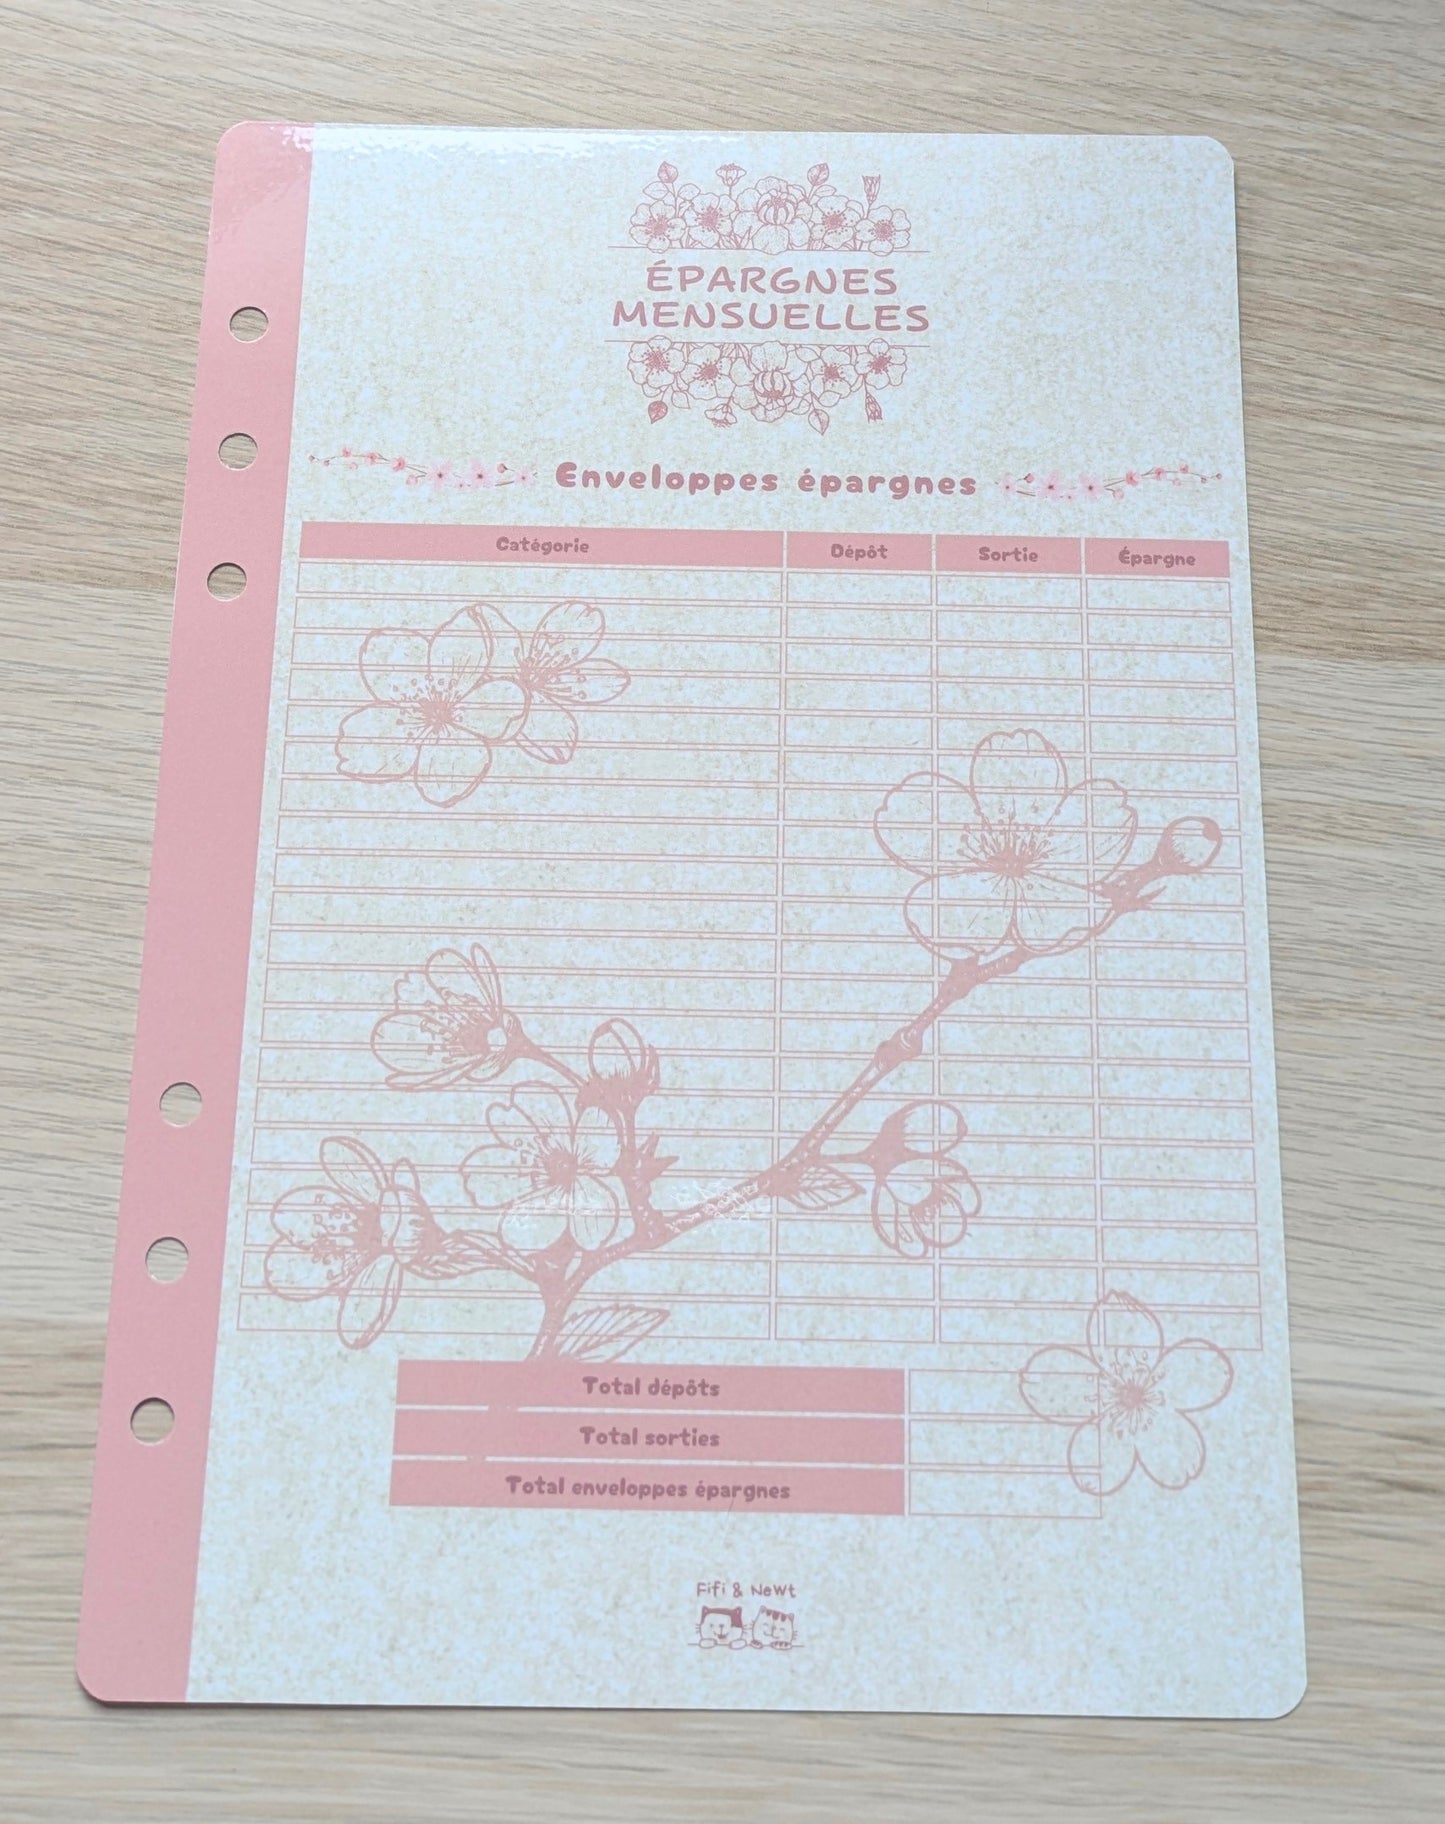 ÉPARGNES
MENSUELLES
Enveloppes épargnes
Catégorie Dépôt Sortie Épargne
Total dépôts
Total sorties
Total enveloppes épargnes
Fifi & Newt